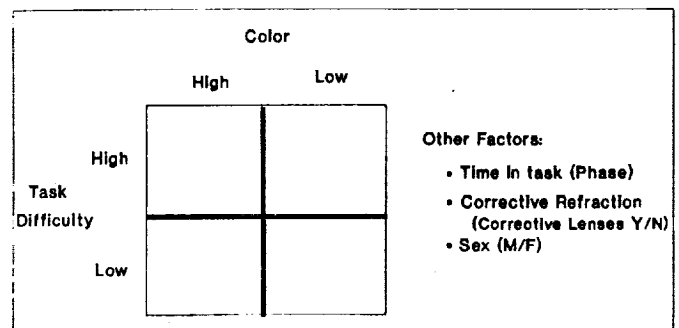 Color
High Low
High
Task
Difficulty
Low
Other Factors:
• Time in task (Phase)
• Corrective Refraction
(Corrective Lenses Y/N)
• Sex (M/F)